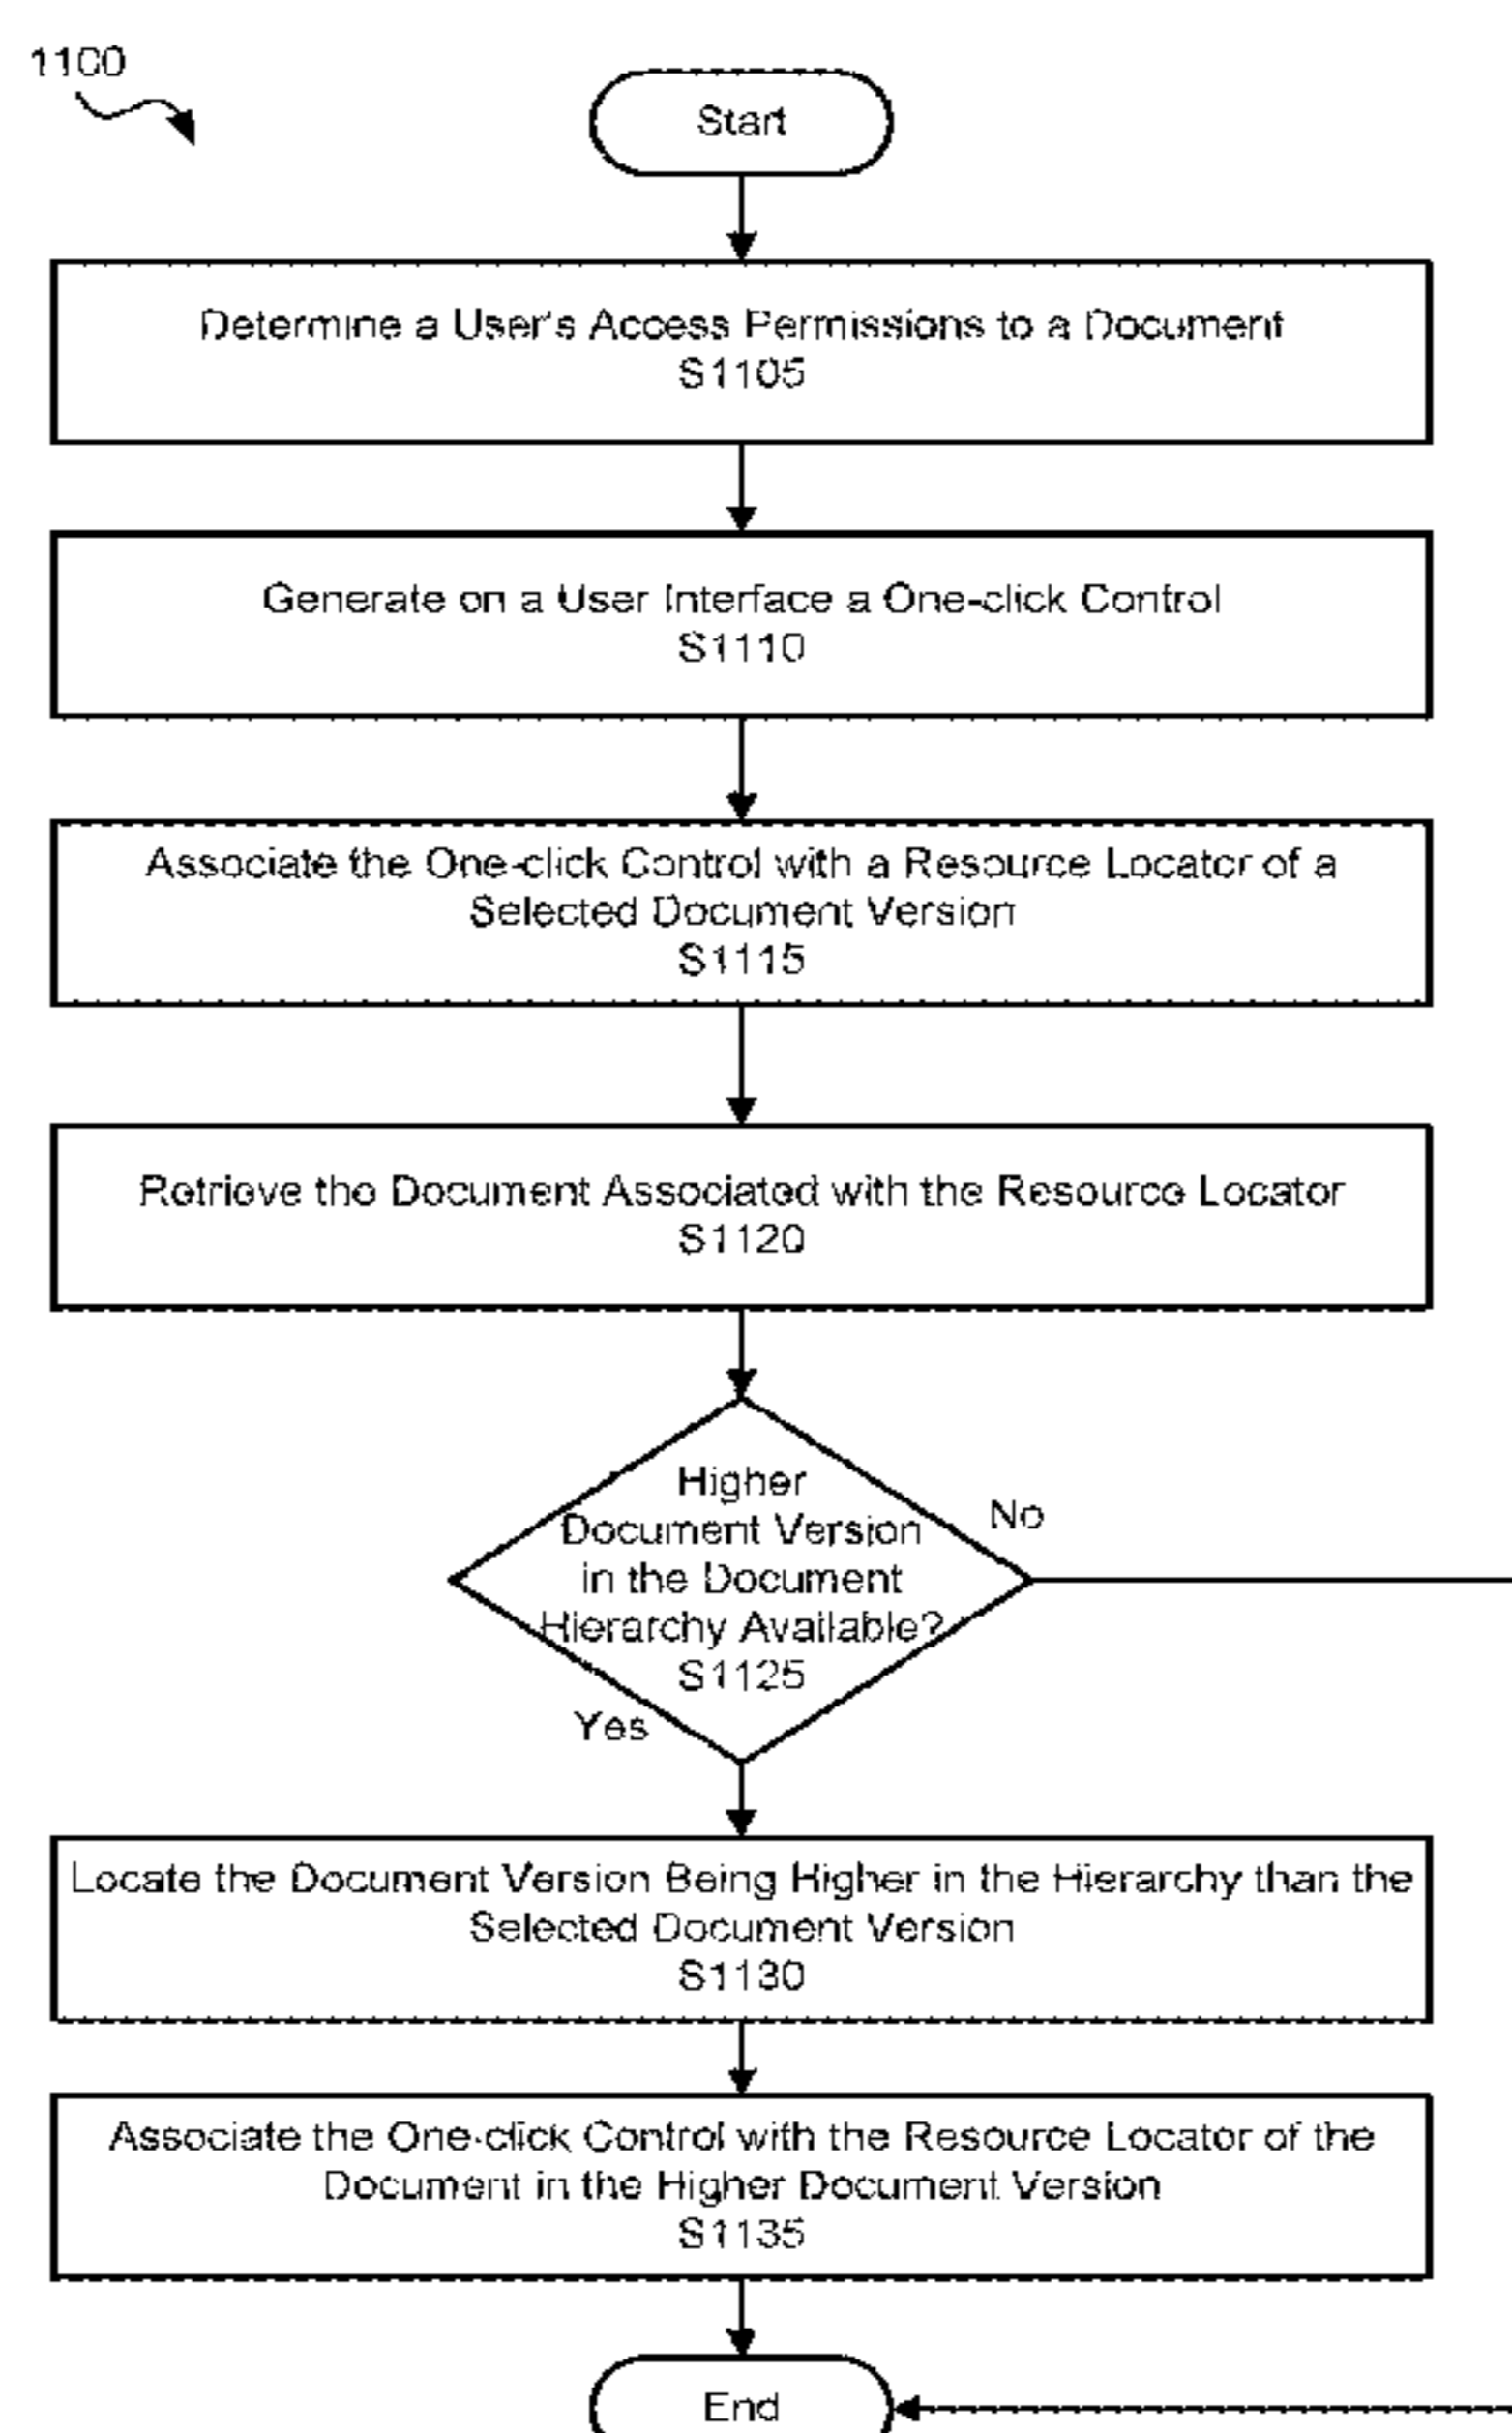 1100
Start
Determine a User's Access Permissions to a Document
S1105
Generate on a User Interface a One-click Control
S1110
Associate the One-click Control with a Resource Locator of a
Selected Document Version
S1115
Retrieve the Document Associated with the Resource Locator
S1120
Higher
Document Version
in the Document
Hierarchy Available?
S1125
No
Yes
Locate the Document Version Being Higher in the Hierarchy than the
Selected Document Version
S1130
Associate the One-click Control with the Resource Locator of the
Document in the Higher Document Version
S1135
End